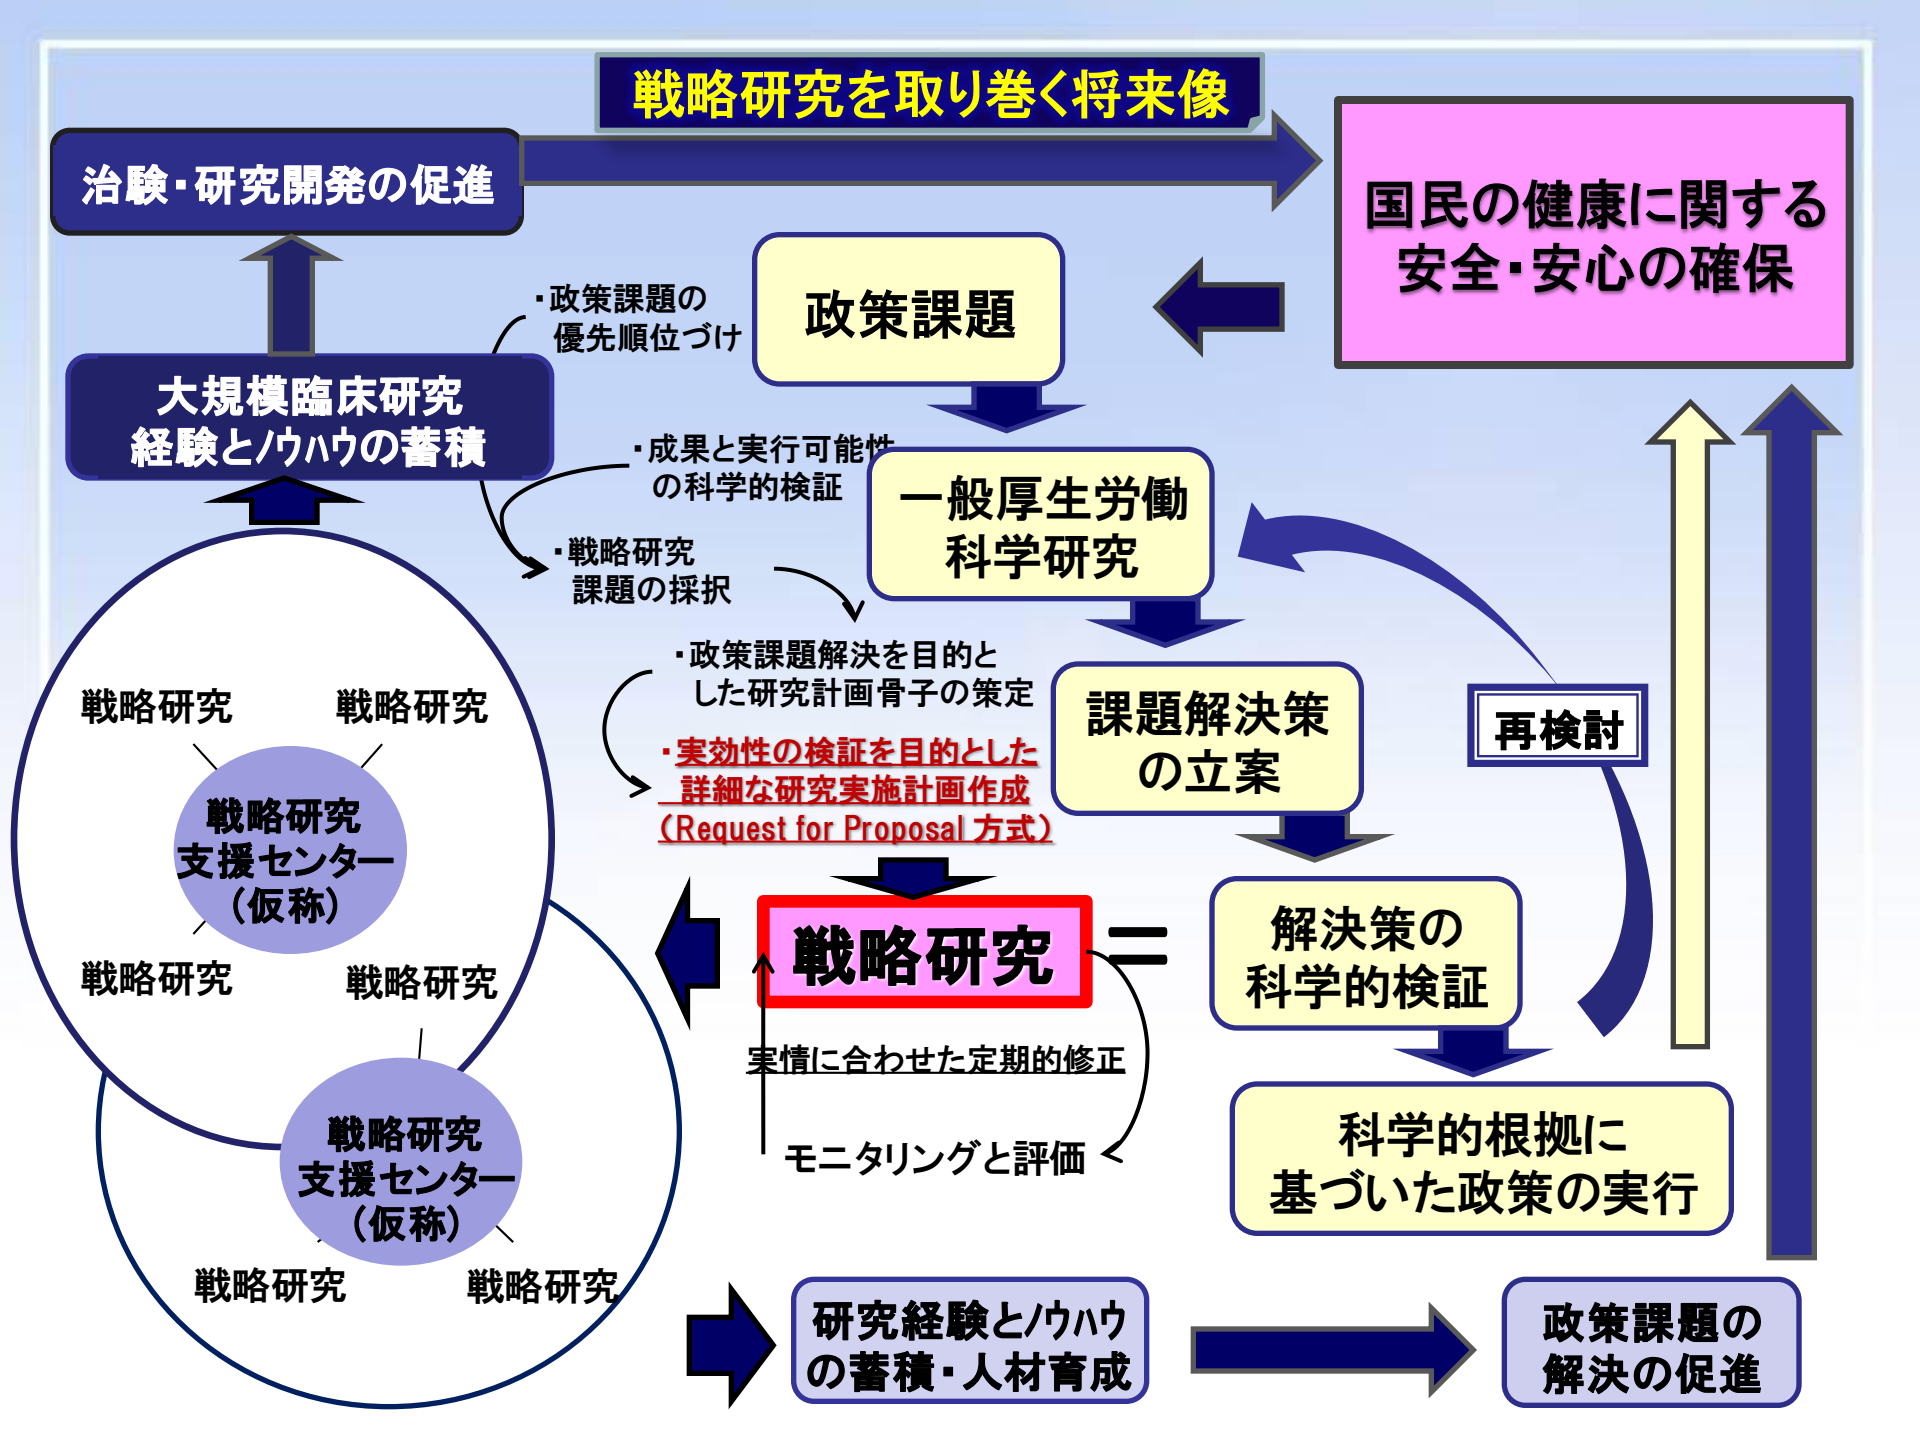 戦略研究を取り巻く将来像
治験・研究開発の促進
国民の健康に関する
安全・安心の確保
政策課題
・政策課題の
優先順位づけ
大規模臨床研究
経験とノウハウの蓄積
・成果と実行可能性
の科学的検証
一般厚生労働
科学研究
・戦略研究
課題の採択
・政策課題解決を目的と
した研究計画骨子の策定
課題解決策
の立案
再検討
・実効性の検証を目的とした
詳細な研究実施計画作成
（Request for Proposal 方式）
戦略研究
戦略研究
戦略研究
支援センター
（仮称）
戦略研究
戦略研究
戦略研究
＝
解決策の
科学的検証
実情に合わせた定期的修正
モニタリングと評価
科学的根拠に
基づいた政策の実行
戦略研究
支援センター
（仮称）
戦略研究
戦略研究
研究経験とノウハウ
の蓄積・人材育成
政策課題の
解決の促進